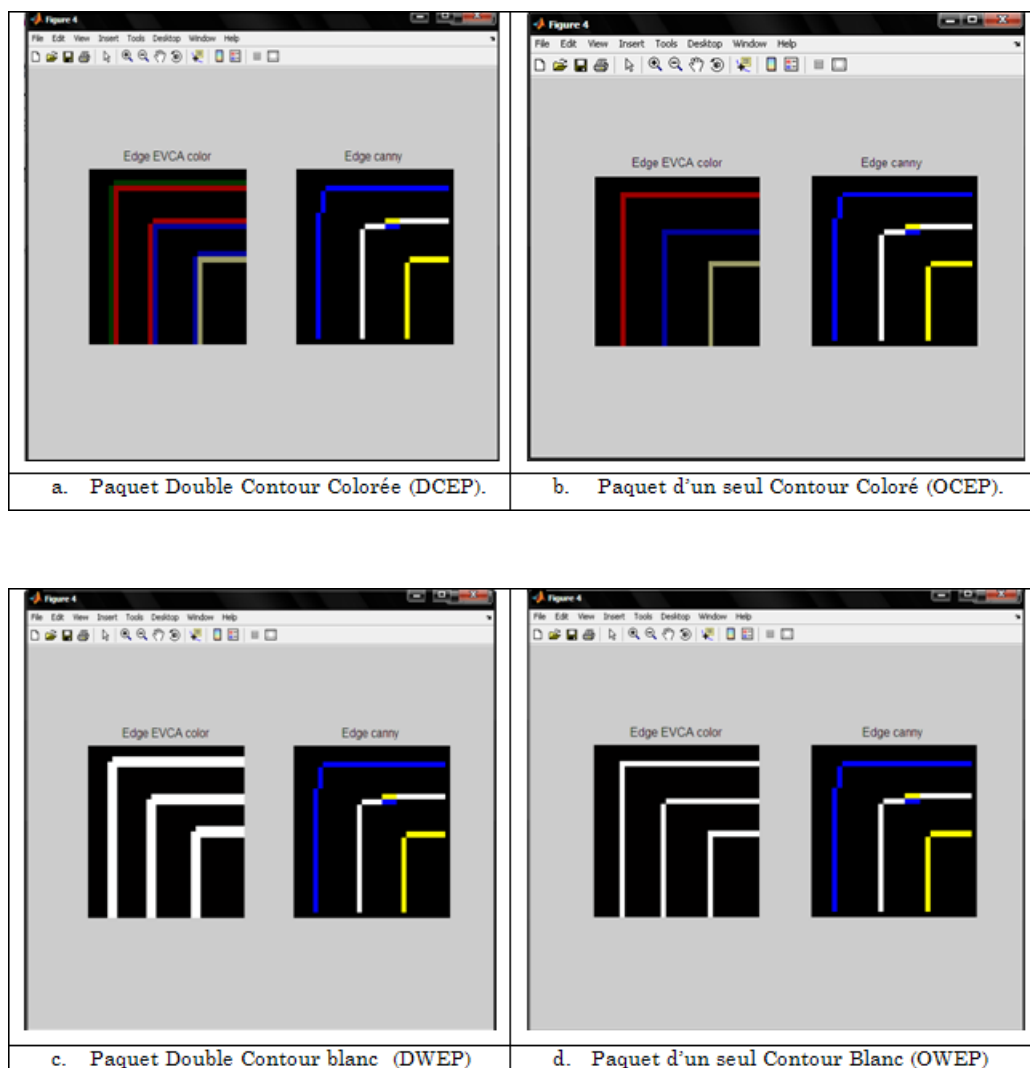 Figure 4
File Edit View Insert Tools Desktop Window Help
Edge EVCA color Edge canny
a. Paquet Double Contour Colorée (DCEP).
Figure 4
File Edit View Insert Tools Desktop Window Help
Edge EVCA color Edge canny
b. Paquet d'un seul Contour Coloré (OCEP).
Figure 4
File Edit View Insert Tools Desktop Window Help
Edge EVCA color Edge canny
c. Paquet Double Contour blanc (DWEP)
Figure 4
File Edit View Insert Tools Desktop Window Help
Edge EVCA color Edge canny
d. Paquet d'un seul Contour Blanc (OWEP)